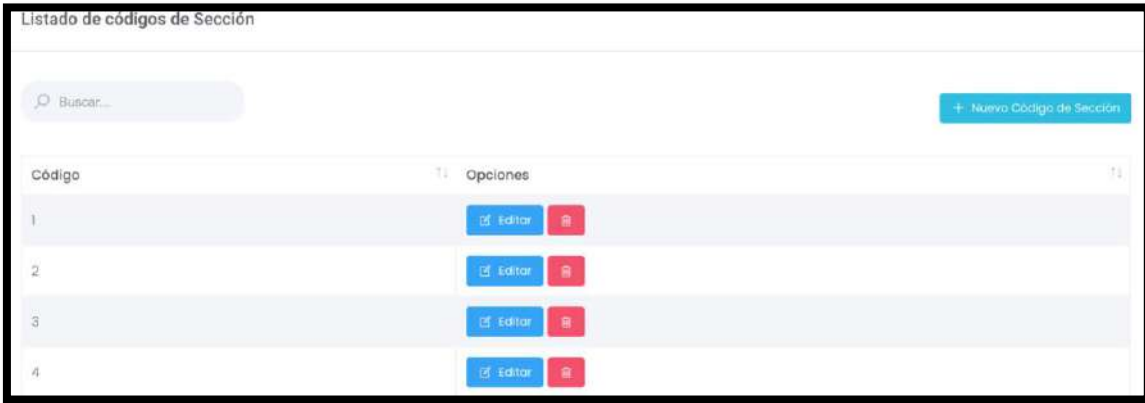 Listado de códigos de Sección
Buscar...
+ Nuevo Código de Sección
Código Opciones
1 Editar
2 Editar
3 Editar
4 Editar